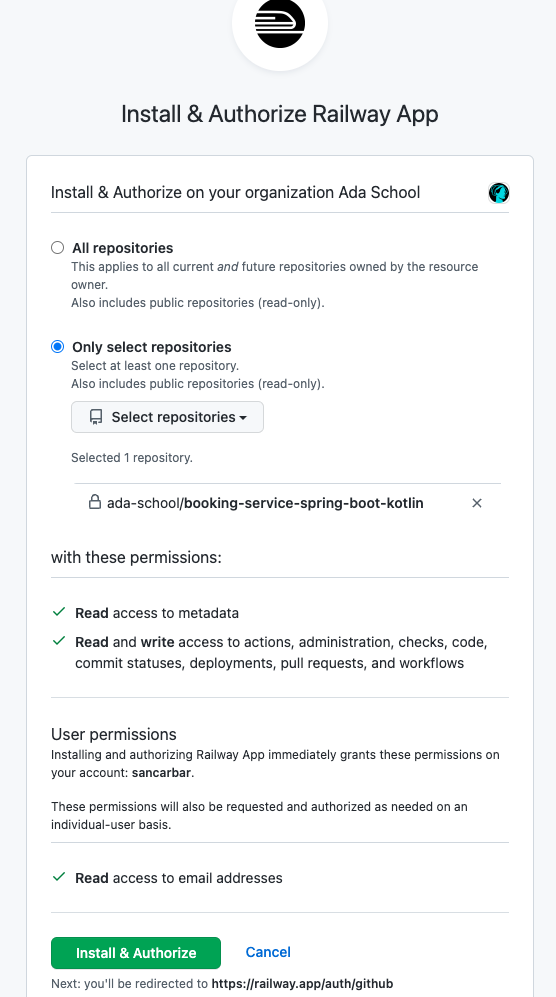 Install & Authorize Railway App
Install & Authorize on your organization Ada School
All repositories
This applies to all current and future repositories owned by the resource
owner.
Also includes public repositories (read-only).
Only select repositories
Select at least one repository.
Also includes public repositories (read-only).
Select repositories
Selected 1 repository.
ada-school/booking-service-spring-boot-kotlin
with these permissions:
Read access to metadata
Read and write access to actions, administration, checks, code,
commit statuses, deployments, pull requests, and workflows
User permissions
Installing and authorizing Railway App immediately grants these permissions on
your account: sancarbar.
These permissions will also be requested and authorized as needed on an
individual-user basis.
Read access to email addresses
Install & Authorize Cancel
Next: you'll be redirected to https://railway.app/auth/github